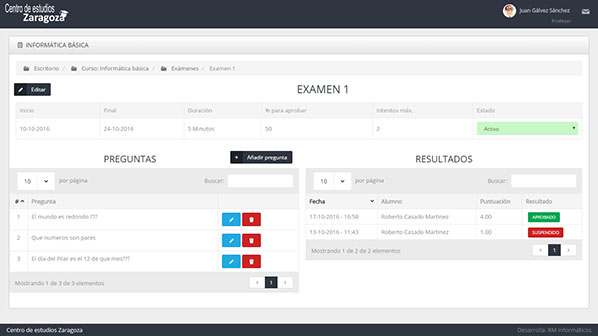 Centro de estudios
Zaragoza
Juan Gálvez Sánchez
Profesor
INFORMÁTICA BÁSICA
Escritorio / Curso: Informática básica / Exámenes / Examen 1
Editar
EXAMEN 1
Inicio Final Duración % para aprobar Intentos máx. Estado
10-10-2016 24-10-2016 5 Minutos 50 2 Activo
PREGUNTAS
Añadir pregunta
10 por página Buscar:
# Pregunta
1 El mundo es redondo ???
2 Que numeros son pares
3 El día del Pilar es el 12 de que mes???
Mostrando 1 de 3 de 3 elementos
‹ 1 ›
RESULTADOS
10 por página Buscar:
Fecha Alumno Puntuación Resultado
17-10-2016 - 16:58 Roberto Casado Martinez 4.00 APROBADO
13-10-2016 - 11:43 Roberto Casado Martinez 1.00 SUSPENDIDO
Mostrando 1 de 2 de 2 elementos
‹ 1 ›
Centro de estudios Zaragoza
Desarrolla: RM Informáticos